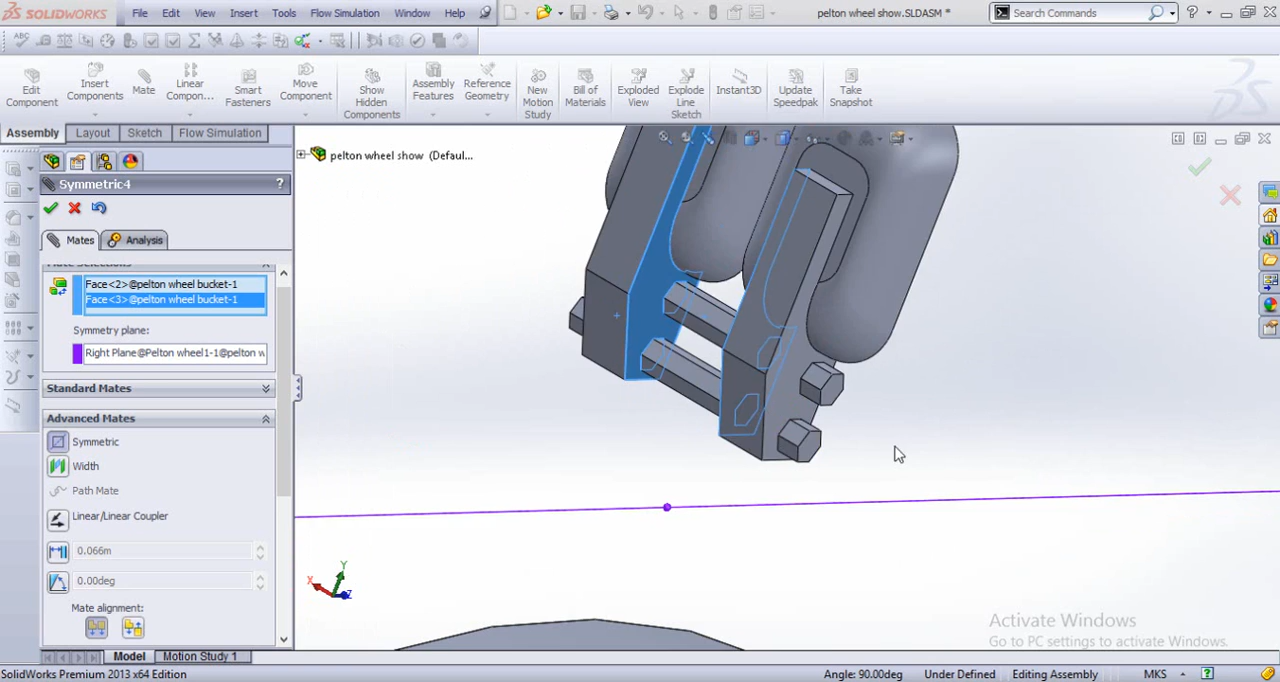 SOLIDWORKS File Edit View Insert Tools Flow Simulation Window Help pelton wheel show.SLDASM * Search Commands
Edit Component
Insert Components
Mate
Linear Compon...
Smart Fasteners
Move Component
Show Hidden Components
Assembly Features
Reference Geometry
New Motion Study
Bill of Materials
Exploded View
Explode Line Sketch
Instant3D
Update Speedpak
Take Snapshot
Assembly Layout Sketch Flow Simulation
pelton wheel show (Defaul...
Symmetric4 ?
Mates Analysis
Face<2>@pelton wheel bucket-1
Face<3>@pelton wheel bucket-1
Symmetry plane:
Right Plane@Pelton wheel1-1@pelton w
Standard Mates
Advanced Mates
Symmetric
Width
Path Mate
Linear/Linear Coupler
0.066m
0.00deg
Mate alignment:
Y
X
Z
Activate Windows
Go to PC settings to activate Windows.
Model Motion Study 1
SolidWorks Premium 2013 x64 Edition Angle: 90.00deg Under Defined Editing Assembly MKS